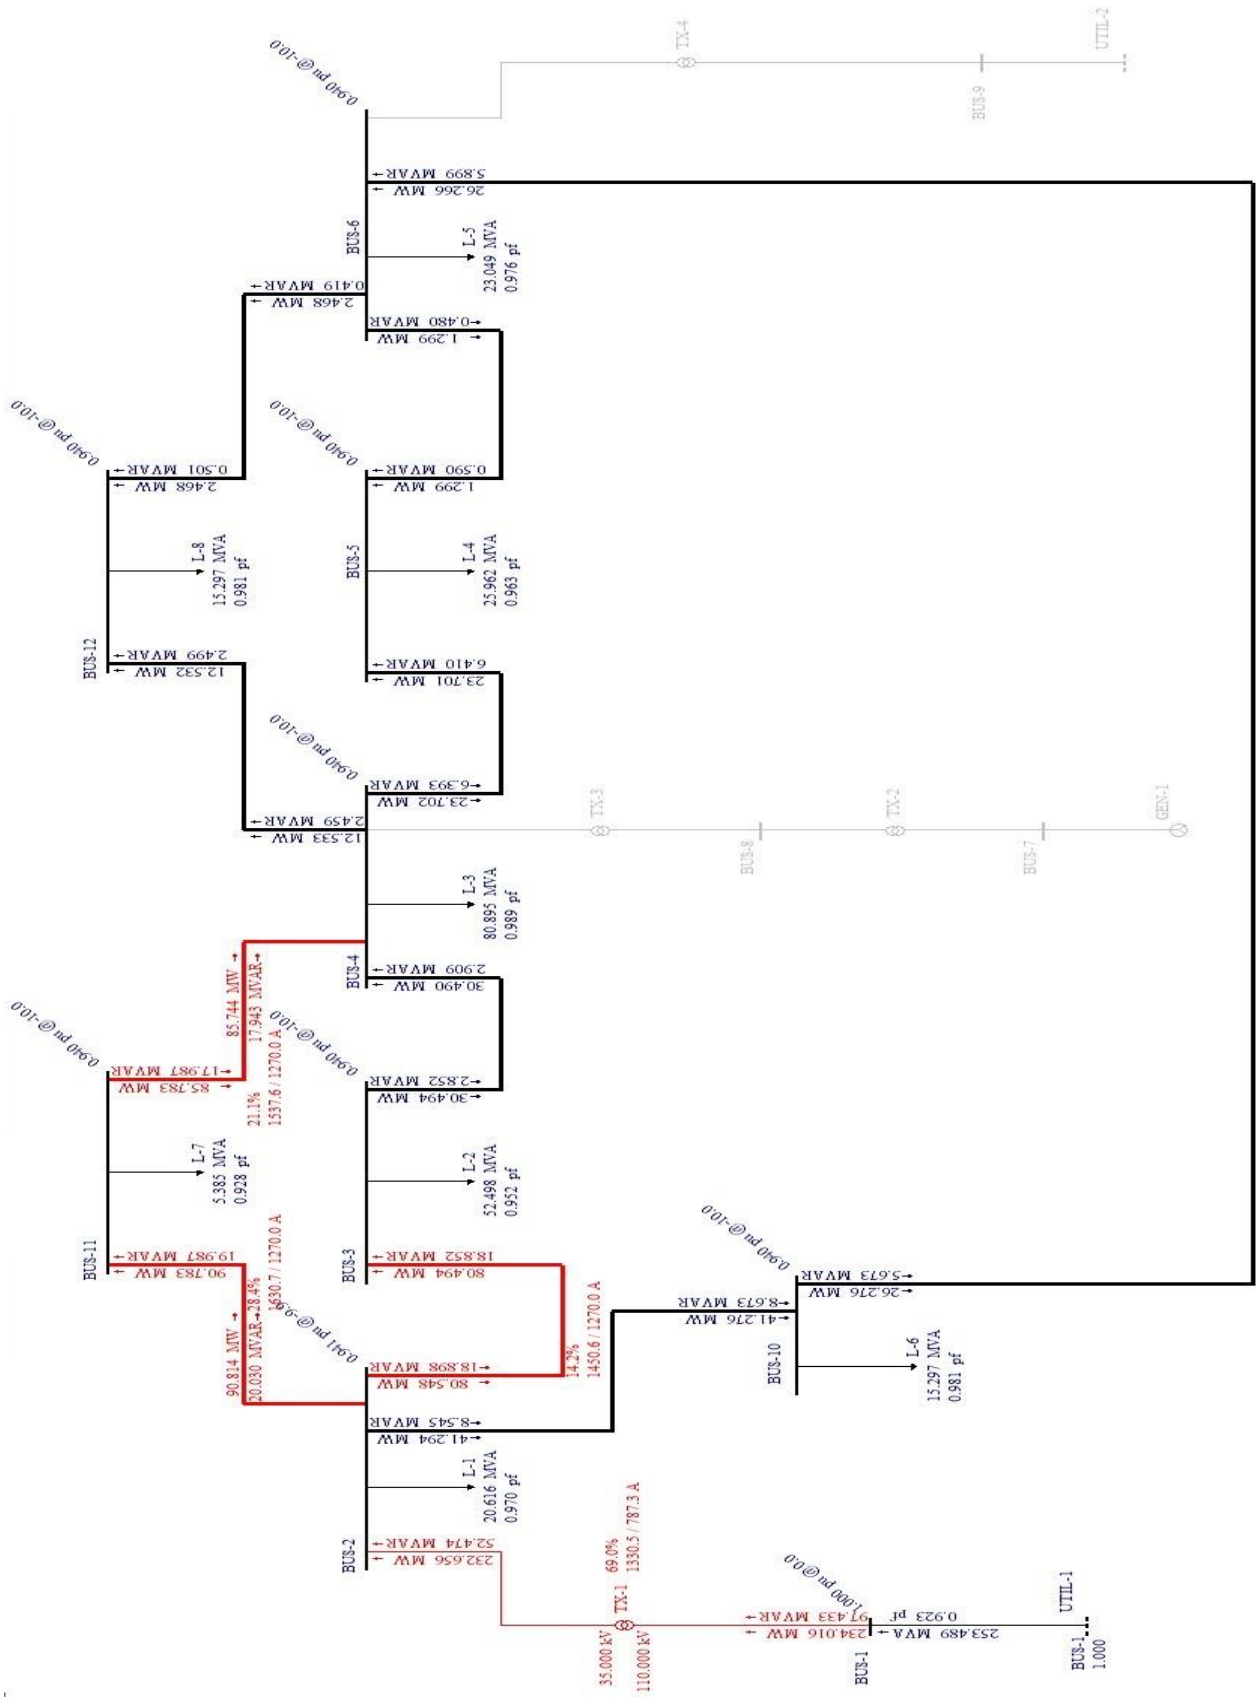 TX-4
UTIL-2
BUS-9
0.940 pu @ -10.0
5.899 MVAR
26.266 MW
BUS-6
L-5
23.049 MVA
0.976 pf
0.419 MVAR
2.468 MW
0.480 MVAR
1.299 MW
0.940 pu @ -10.0
0.501 MVAR
2.468 MW
L-8
15.297 MVA
0.981 pf
BUS-12
2.499 MVAR
12.532 MW
0.940 pu @ -10.0
0.590 MVAR
1.299 MW
BUS-5
L-4
25.962 MVA
0.963 pf
6.410 MVAR
23.701 MW
0.940 pu @ -10.0
6.393 MVAR
23.702 MW
2.459 MVAR
12.533 MW
TX-3
BUS-8
TX-2
BUS-7
GEN-1
L-3
80.895 MVA
0.989 pf
BUS-4
2.909 MVAR
30.490 MW
85.744 MW
17.943 MVAR
21.1%
1537.6 / 1270.0 A
0.940 pu @ -10.0
17.987 MVAR
85.783 MW
L-7
5.385 MVA
0.928 pf
BUS-11
19.987 MVAR
90.783 MW
0.940 pu @ -10.0
2.852 MVAR
30.494 MW
L-2
52.498 MVA
0.952 pf
BUS-3
18.852 MVAR
80.494 MW
14.2%
1450.6 / 1270.0 A
90.814 MW
20.030 MVAR
28.4%
1630.7 / 1270.0 A
0.941 pu @ -9.9
18.898 MVAR
80.548 MW
8.545 MVAR
41.294 MW
L-1
20.616 MVA
0.970 pf
BUS-2
52.474 MVAR
232.656 MW
0.940 pu @ -10.0
8.673 MVAR
41.276 MW
5.673 MVAR
26.276 MW
BUS-10
L-6
15.297 MVA
0.981 pf
69.0%
1330.5 / 787.3 A
TX-1
35.000 kV
110.000 kV
1.000 pu @ 0.0
97.433 MVAR
234.016 MW
BUS-1
0.923 pf
253.489 MVA
UTIL-1
BUS-1
1.000